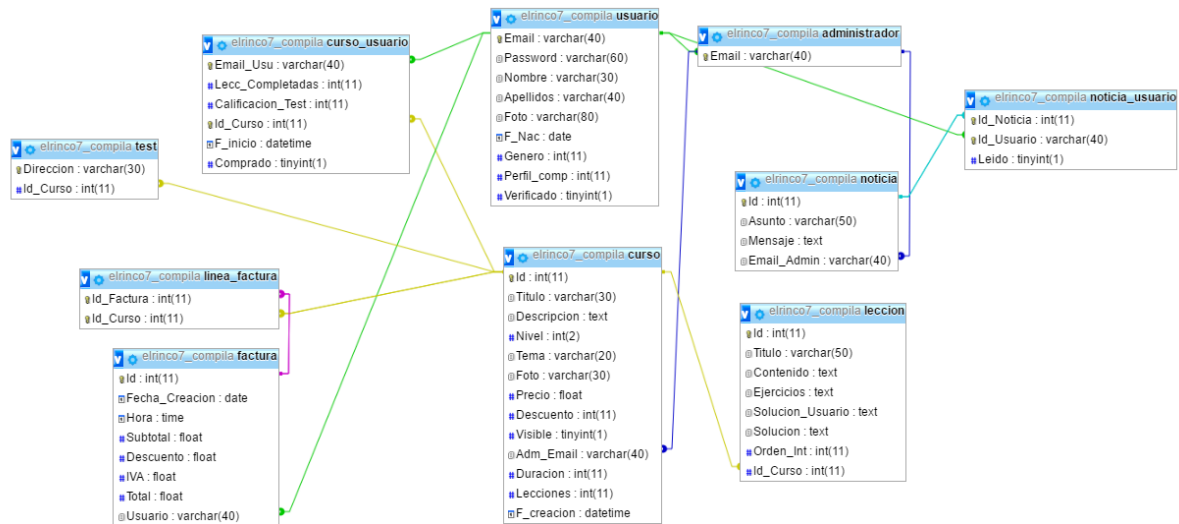 elrinco7_compila curso_usuario
Email_Usu : varchar(40)
Lecc_Completadas : int(11)
Calificacion_Test : int(11)
Id_Curso : int(11)
F_inicio : datetime
Comprado : tinyint(1)
elrinco7_compila usuario
Email : varchar(40)
Password : varchar(60)
Nombre : varchar(30)
Apellidos : varchar(40)
Foto : varchar(80)
F_Nac : date
Genero : int(11)
Perfil_comp : int(11)
Verificado : tinyint(1)
elrinco7_compila administrador
Email : varchar(40)
elrinco7_compila noticia_usuario
Id_Noticia : int(11)
Id_Usuario : varchar(40)
Leido : tinyint(1)
elrinco7_compila test
Direccion : varchar(30)
Id_Curso : int(11)
elrinco7_compila noticia
Id : int(11)
Asunto : varchar(50)
Mensaje : text
Email_Admin : varchar(40)
elrinco7_compila linea_factura
Id_Factura : int(11)
Id_Curso : int(11)
elrinco7_compila curso
Id : int(11)
Titulo : varchar(30)
Descripcion : text
Nivel : int(2)
Tema : varchar(20)
Foto : varchar(30)
Precio : float
Descuento : int(11)
Visible : tinyint(1)
Adm_Email : varchar(40)
Duracion : int(11)
Lecciones : int(11)
F_creacion : datetime
elrinco7_compila leccion
Id : int(11)
Titulo : varchar(50)
Contenido : text
Ejercicios : text
Solucion_Usuario : text
Solucion : text
Orden_Int : int(11)
Id_Curso : int(11)
elrinco7_compila factura
Id : int(11)
Fecha_Creacion : date
Hora : time
Subtotal : float
Descuento : float
IVA : float
Total : float
Usuario : varchar(40)